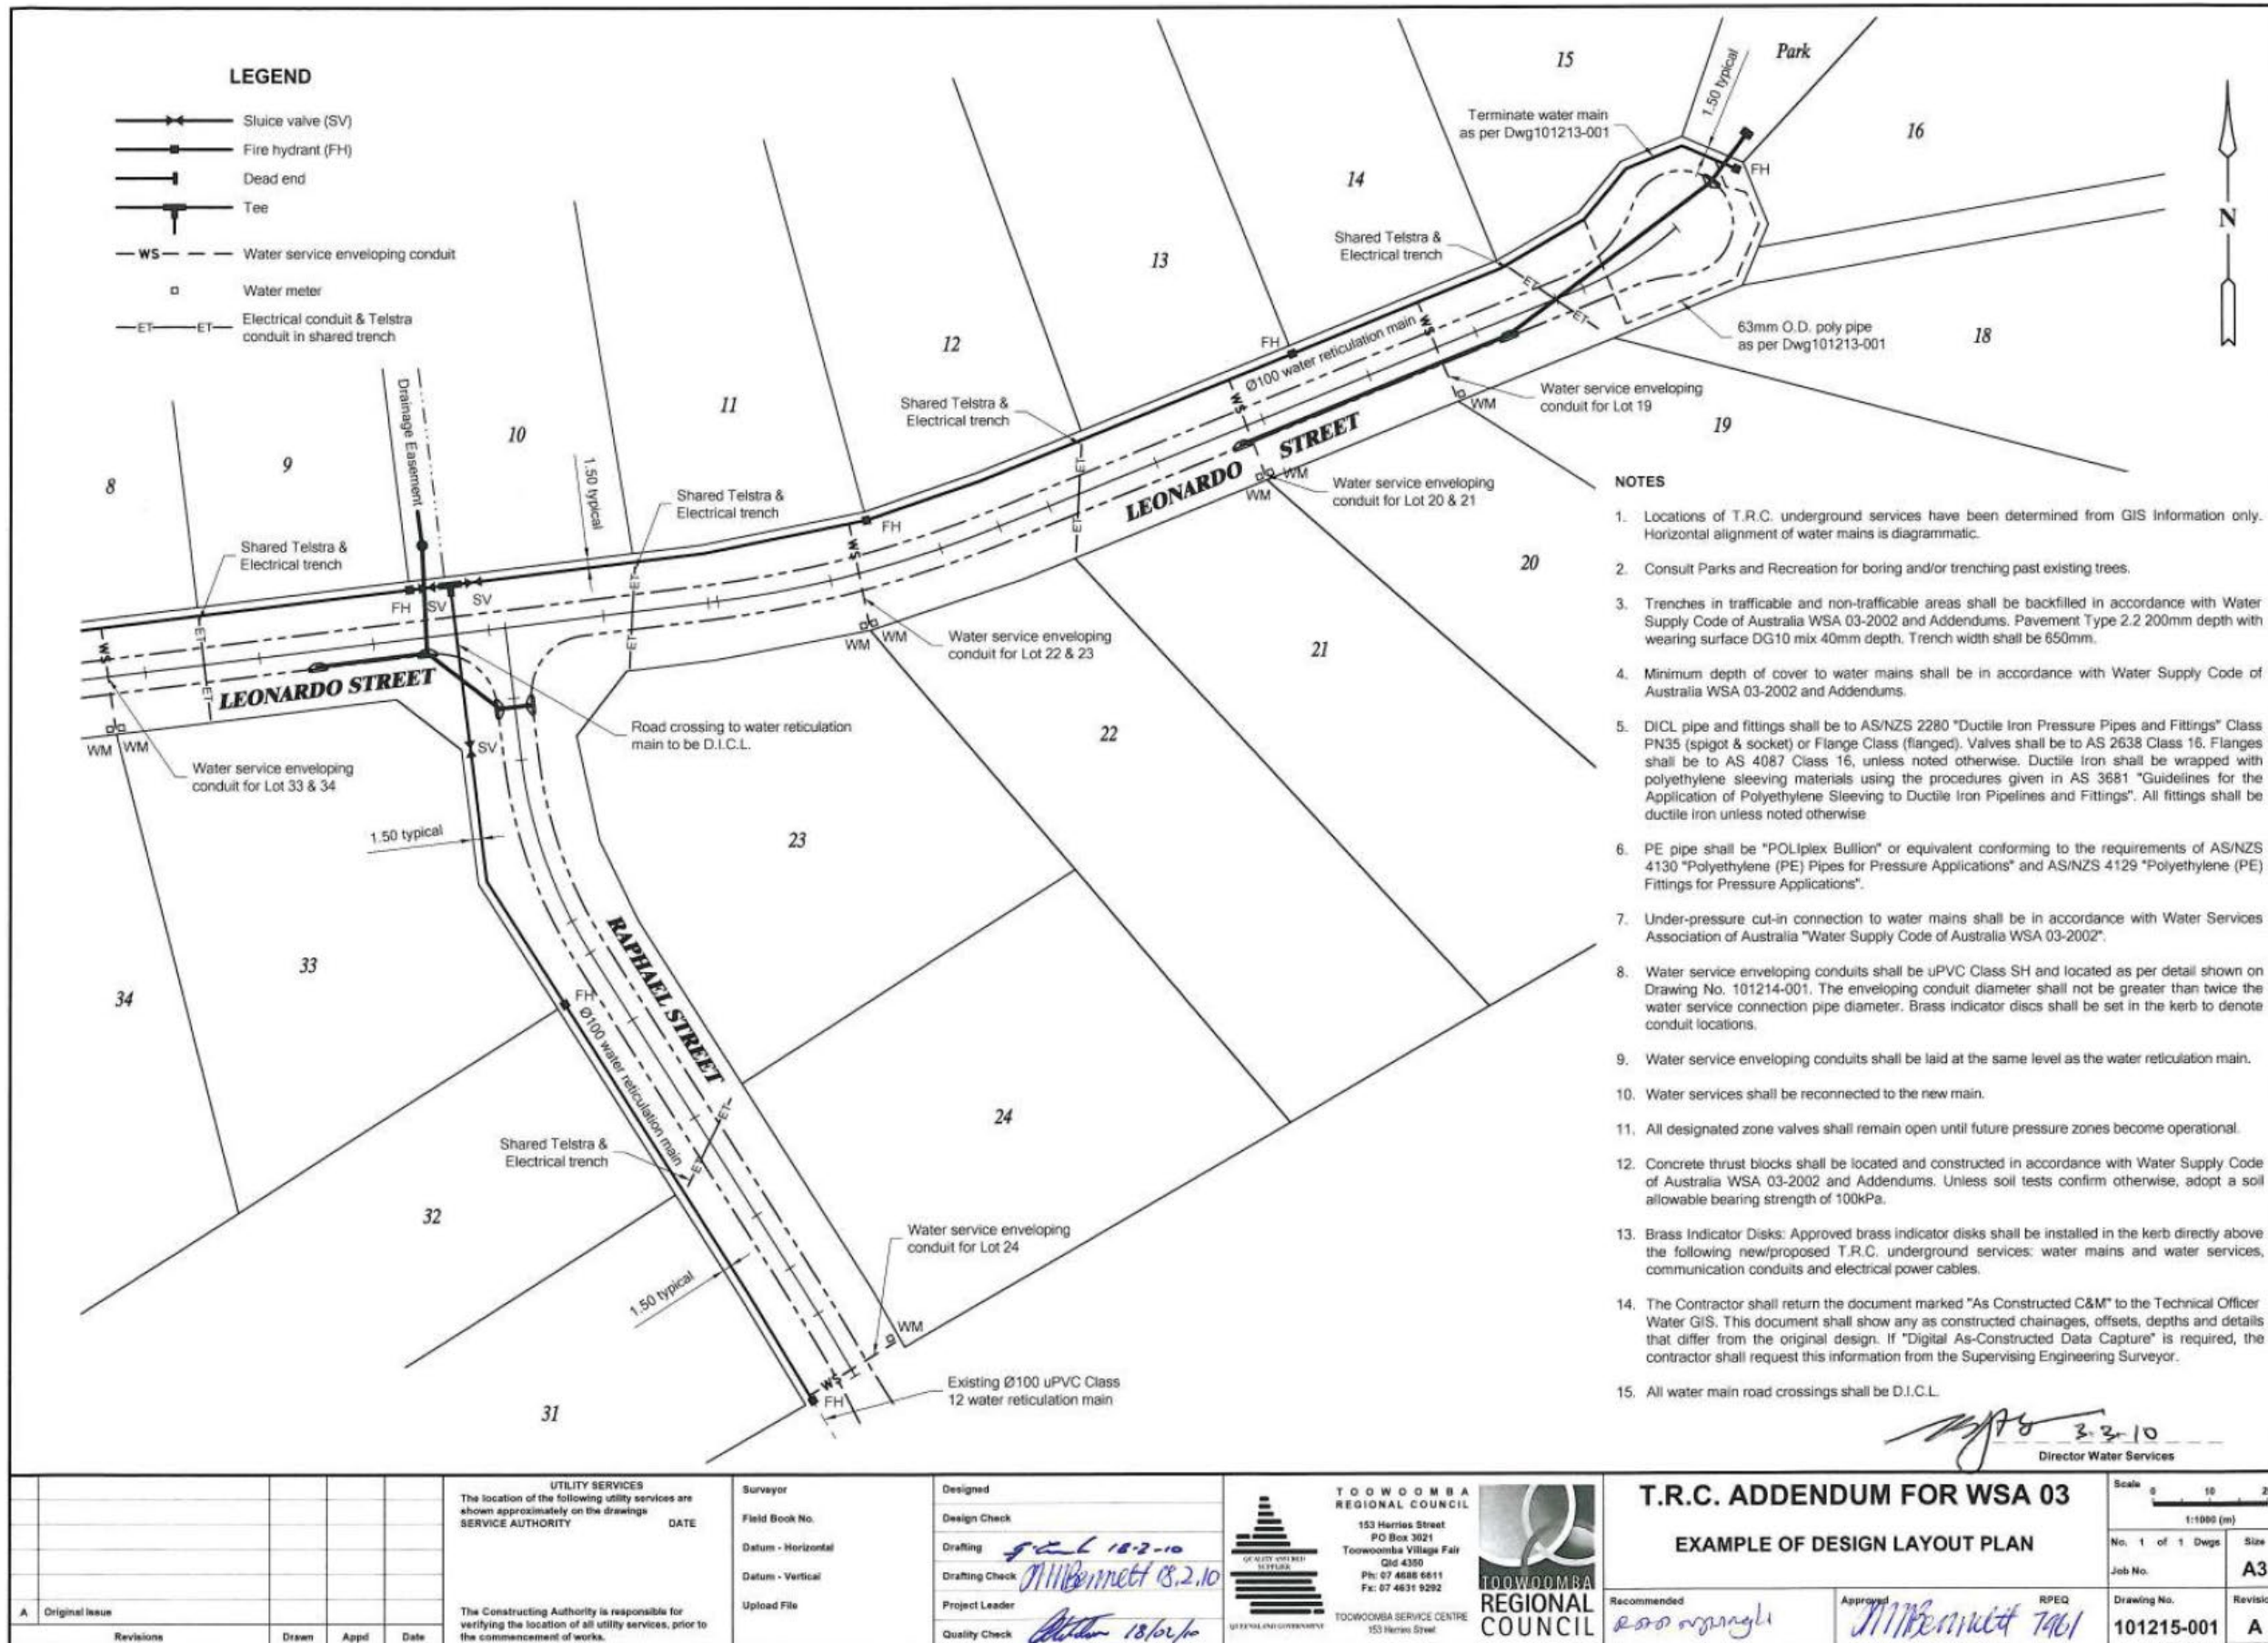 LEGEND
Sluice valve (SV)
Fire hydrant (FH)
Dead end
Tee
WS
Water service enveloping conduit
Water meter
ET ET
Electrical conduit & Telstra
conduit in shared trench
15
Park
1.50 typical
Terminate water main
as per Dwg101213-001
16
FH
14
N
Shared Telstra &
Electrical trench
13
ET
ET
63mm O.D. poly pipe
as per Dwg101213-001
18
12
FH
Ø100 water reticulation main
WS
WS
Water service enveloping
conduit for Lot 19
WM
19
11
Shared Telstra &
Electrical trench
Drainage Easement
10
9
8
1.50 typical
LEONARDO STREET
WM
WM
Water service enveloping
conduit for Lot 20 & 21
ET
ET
20
Shared Telstra &
Electrical trench
FH
WS
Shared Telstra &
Electrical trench
FH
SV
SV
ET
ET
WM
WM
Water service enveloping
conduit for Lot 22 & 23
21
ET
ET
WS
LEONARDO STREET
SV
Road crossing to water reticulation
main to be D.I.C.L.
22
WM
WM
Water service enveloping
conduit for Lot 33 & 34
1.50 typical
23
33
34
RAPHAEL STREET
FH
Ø100 water reticulation main
24
ET
ET
Shared Telstra &
Electrical trench
32
Water service enveloping
conduit for Lot 24
1.50 typical
WM
WS
FH
Existing Ø100 uPVC Class
12 water reticulation main
31
NOTES
1. Locations of T.R.C. underground services have been determined from GIS Information only.
Horizontal alignment of water mains is diagrammatic.
2. Consult Parks and Recreation for boring and/or trenching past existing trees.
3. Trenches in trafficable and non-trafficable areas shall be backfilled in accordance with Water
Supply Code of Australia WSA 03-2002 and Addendums. Pavement Type 2.2 200mm depth with
wearing surface DG10 mix 40mm depth. Trench width shall be 650mm.
4. Minimum depth of cover to water mains shall be in accordance with Water Supply Code of
Australia WSA 03-2002 and Addendums.
5. DICL pipe and fittings shall be to AS/NZS 2280 "Ductile Iron Pressure Pipes and Fittings" Class
PN35 (spigot & socket) or Flange Class (flanged). Valves shall be to AS 2638 Class 16. Flanges
shall be to AS 4087 Class 16, unless noted otherwise. Ductile Iron shall be wrapped with
polyethylene sleeving materials using the procedures given in AS 3681 "Guidelines for the
Application of Polyethylene Sleeving to Ductile Iron Pipelines and Fittings". All fittings shall be
ductile iron unless noted otherwise
6. PE pipe shall be "POLIplex Bullion" or equivalent conforming to the requirements of AS/NZS
4130 "Polyethylene (PE) Pipes for Pressure Applications" and AS/NZS 4129 "Polyethylene (PE)
Fittings for Pressure Applications".
7. Under-pressure cut-in connection to water mains shall be in accordance with Water Services
Association of Australia "Water Supply Code of Australia WSA 03-2002".
8. Water service enveloping conduits shall be uPVC Class SH and located as per detail shown on
Drawing No. 101214-001. The enveloping conduit diameter shall not be greater than twice the
water service connection pipe diameter. Brass indicator discs shall be set in the kerb to denote
conduit locations.
9. Water service enveloping conduits shall be laid at the same level as the water reticulation main.
10. Water services shall be reconnected to the new main.
11. All designated zone valves shall remain open until future pressure zones become operational.
12. Concrete thrust blocks shall be located and constructed in accordance with Water Supply Code
of Australia WSA 03-2002 and Addendums. Unless soil tests confirm otherwise, adopt a soil
allowable bearing strength of 100kPa.
13. Brass Indicator Disks: Approved brass indicator disks shall be installed in the kerb directly above
the following new/proposed T.R.C. underground services: water mains and water services,
communication conduits and electrical power cables.
14. The Contractor shall return the document marked "As Constructed C&M" to the Technical Officer
Water GIS. This document shall show any as constructed chainages, offsets, depths and details
that differ from the original design. If "Digital As-Constructed Data Capture" is required, the
contractor shall request this information from the Supervising Engineering Surveyor.
15. All water main road crossings shall be D.I.C.L.
3-3-10
Director Water Services
A Original Issue
Revisions Drawn Appd Date
UTILITY SERVICES
The location of the following utility services are
shown approximately on the drawings
SERVICE AUTHORITY DATE
The Constructing Authority is responsible for
verifying the location of all utility services, prior to
the commencement of works.
Surveyor
Field Book No.
Datum - Horizontal
Datum - Vertical
Upload File
Designed
Design Check
Drafting 18-2-10
Drafting Check MMBennett 18.2.10
Project Leader
Quality Check 18/02/10
QUALITY ASSURED
SUPPLIER
QUEENSLAND GOVERNMENT
TOOWOOMBA
REGIONAL COUNCIL
153 Herries Street
PO Box 3021
Toowoomba Village Fair
Qld 4350
Ph: 07 4688 6611
Fx: 07 4631 9292
TOOWOOMBA SERVICE CENTRE
153 Herries Street
TOOWOOMBA
REGIONAL
COUNCIL
T.R.C. ADDENDUM FOR WSA 03
EXAMPLE OF DESIGN LAYOUT PLAN
Recommended
Approved MMBennett RPEQ 7961
Scale 0 10
1:1000 (m)
No. 1 of 1 Dwgs
Size
A3
Job No.
Drawing No.
101215-001
A